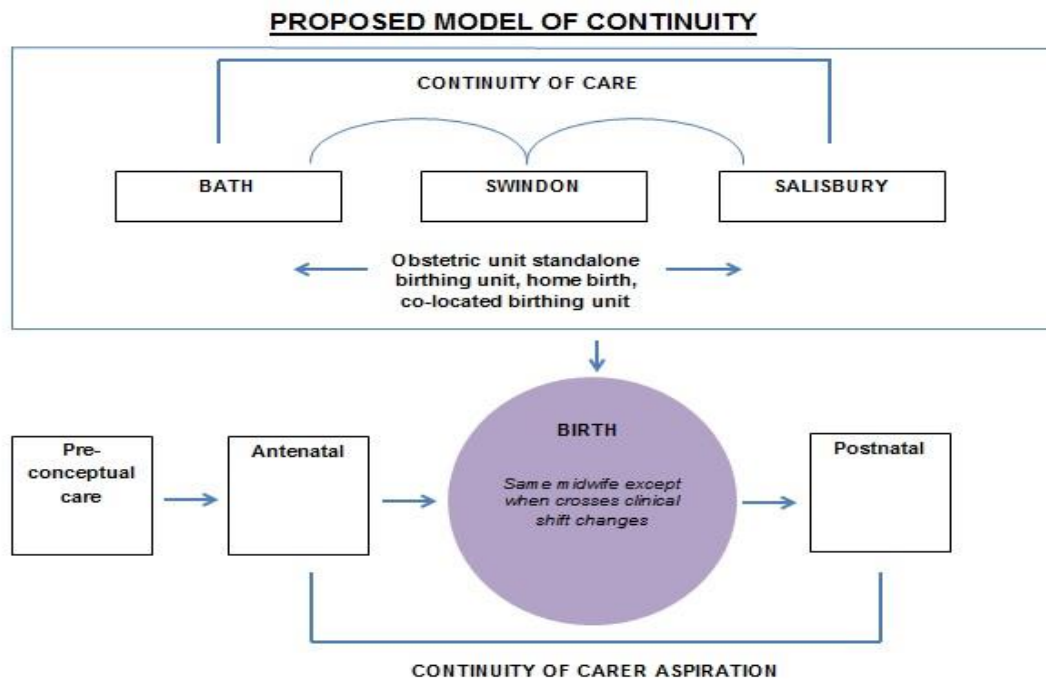 PROPOSED MODEL OF CONTINUITY
CONTINUITY OF CARE
BATH
SWINDON
SALISBURY
Obstetric unit standalone
birthing unit, home birth,
co-located birthing unit
Pre-
conceptual
care
Antenatal
BIRTH
Same midwife except
when crosses clinical
shift changes
Postnatal
CONTINUITY OF CARER ASPIRATION